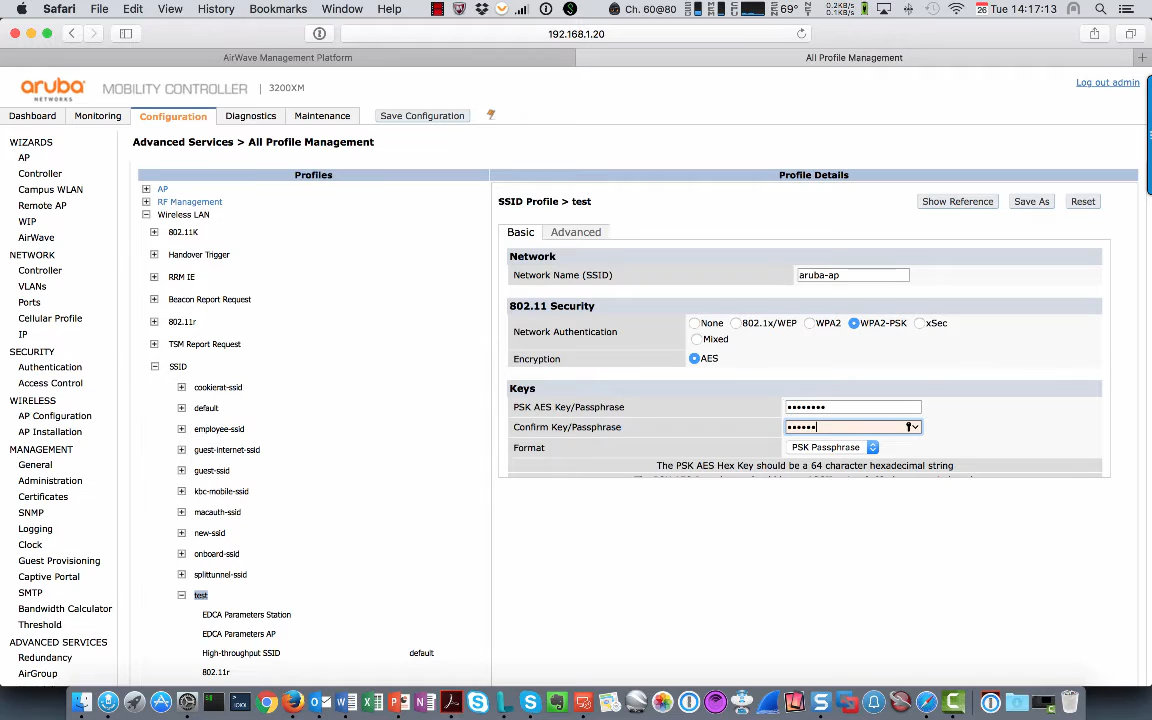 Safari File Edit View History Bookmarks Window Help Ch. 60@80 69° 0.2KB/s 0.1KB/s 26 Tue 14:17:13
192.168.1.20
AirWave Management Platform All Profile Management
aruba NETWORKS MOBILITY CONTROLLER | 3200XM Log out admin
Dashboard Monitoring Configuration Diagnostics Maintenance Save Configuration
WIZARDS
AP
Controller
Campus WLAN
Remote AP
WIP
AirWave
NETWORK
Controller
VLANs
Ports
Cellular Profile
IP
SECURITY
Authentication
Access Control
WIRELESS
AP Configuration
AP Installation
MANAGEMENT
General
Administration
Certificates
SNMP
Logging
Clock
Guest Provisioning
Captive Portal
SMTP
Bandwidth Calculator
Threshold
ADVANCED SERVICES
Redundancy
AirGroup
Advanced Services > All Profile Management
Profiles
AP
RF Management
Wireless LAN
802.11K
Handover Trigger
RRM IE
Beacon Report Request
802.11r
TSM Report Request
SSID
cookierat-ssid
default
employee-ssid
guest-internet-ssid
guest-ssid
kbc-mobile-ssid
macauth-ssid
new-ssid
onboard-ssid
splittunnel-ssid
test
EDCA Parameters Station
EDCA Parameters AP
High-throughput SSID default
802.11r
Profile Details
SSID Profile > test Show Reference Save As Reset
Basic Advanced
Network
Network Name (SSID) aruba-ap
802.11 Security
Network Authentication None 802.1x/WEP WPA2 WPA2-PSK xSec
Mixed
Encryption AES
Keys
PSK AES Key/Passphrase ••••••••
Confirm Key/Passphrase ••••••
Format PSK Passphrase
The PSK AES Hex Key should be a 64 character hexadecimal string